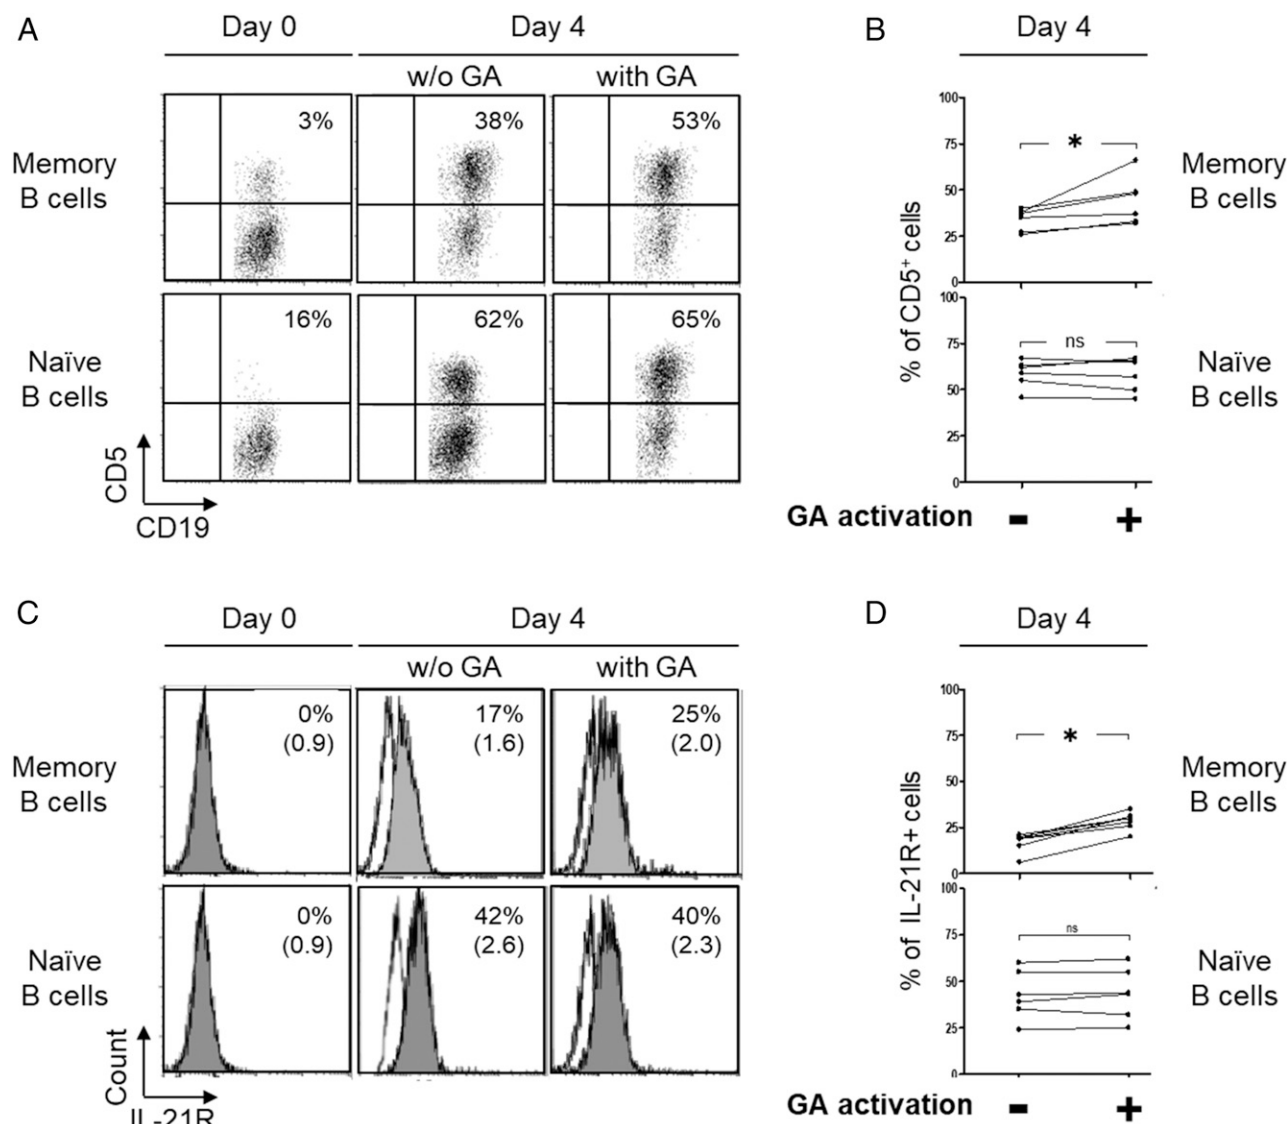 A
Day 0
Day 4
w/o GA
with GA
Memory
B cells
3%
38%
53%
Naïve
B cells
16%
62%
65%
CD5
CD19
B
Day 4
% of CD5⁺ cells
100
75
50
25
0
*
Memory
B cells
100
75
50
25
0
ns
Naïve
B cells
GA activation
-
+
C
Day 0
Day 4
w/o GA
with GA
Memory
B cells
0%
(0.9)
17%
(1.6)
25%
(2.0)
Naïve
B cells
0%
(0.9)
42%
(2.6)
40%
(2.3)
Count
IL-21R
D
Day 4
% of IL-21R+ cells
100
75
50
25
0
*
Memory
B cells
100
75
50
25
0
ns
Naïve
B cells
GA activation
-
+